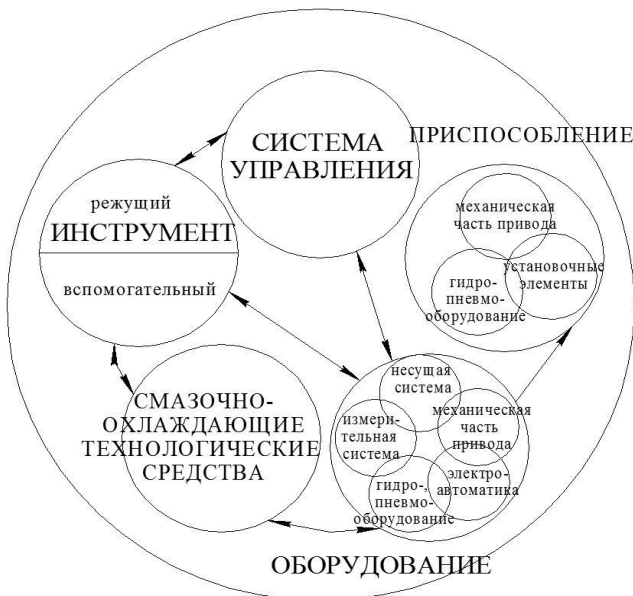 СИСТЕМА
УПРАВЛЕНИЯ
ПРИСПОСОБЛЕНИЕ
механическая
часть привода
установочные
элементы
гидро-
пневмо-
оборудование
режущий
ИНСТРУМЕНТ
вспомогательный
СМАЗОЧНО-
ОХЛАЖДАЮЩИЕ
ТЕХНОЛОГИЧЕСКИЕ
СРЕДСТВА
несущая
система
измери-
тельная
система
механическая
часть
привода
электро-
автоматика
гидро-,
пневмо-
оборудование
ОБОРУДОВАНИЕ